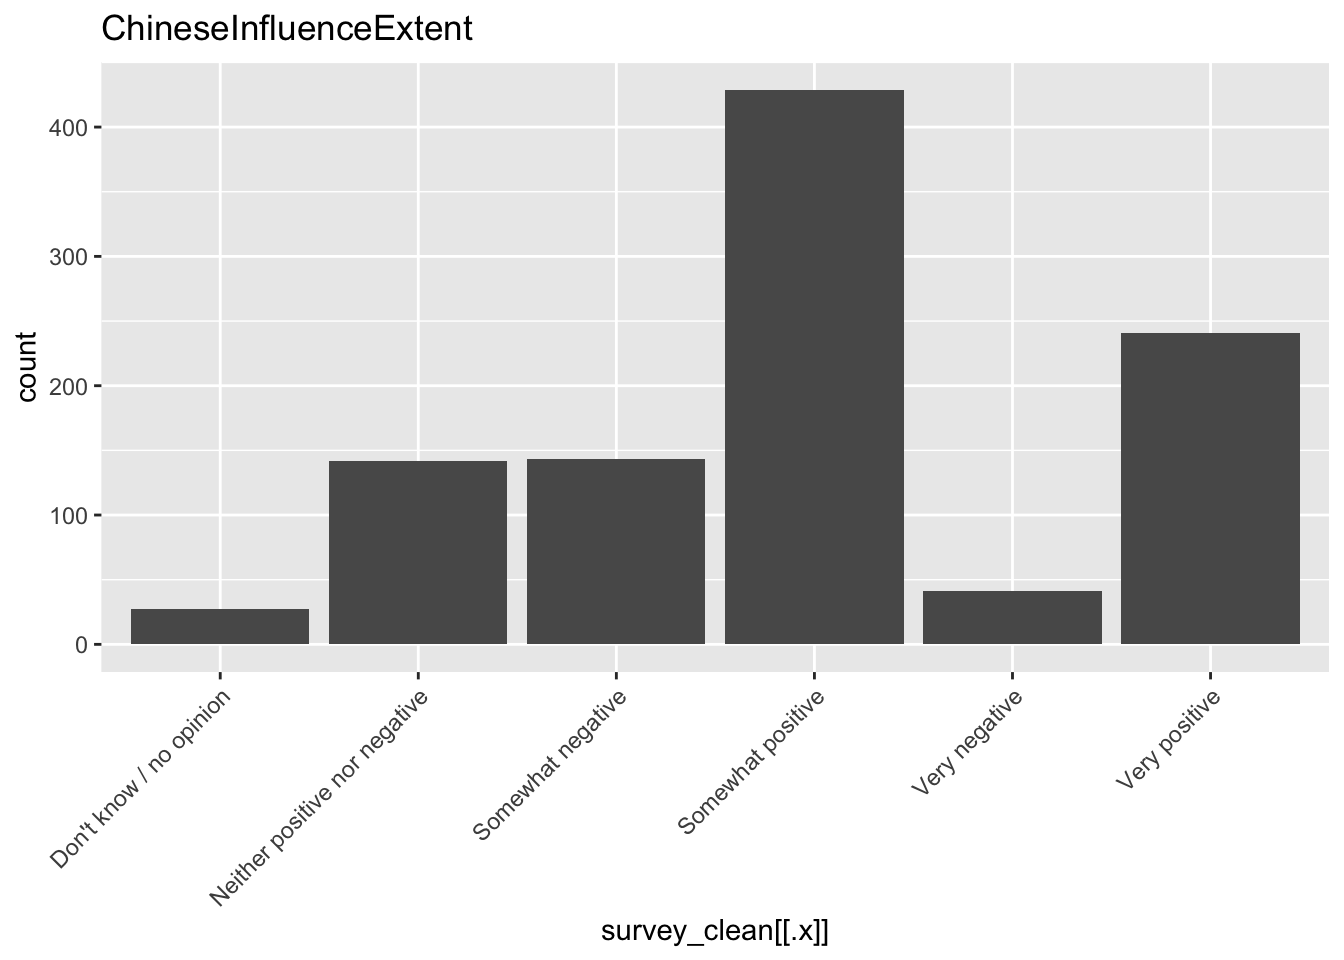 ChineseInfluenceExtent
400
300
200
100
0
count
Don't know / no opinion
Neither positive nor negative
Somewhat negative
Somewhat positive
Very negative
Very positive
survey_clean[[.x]]